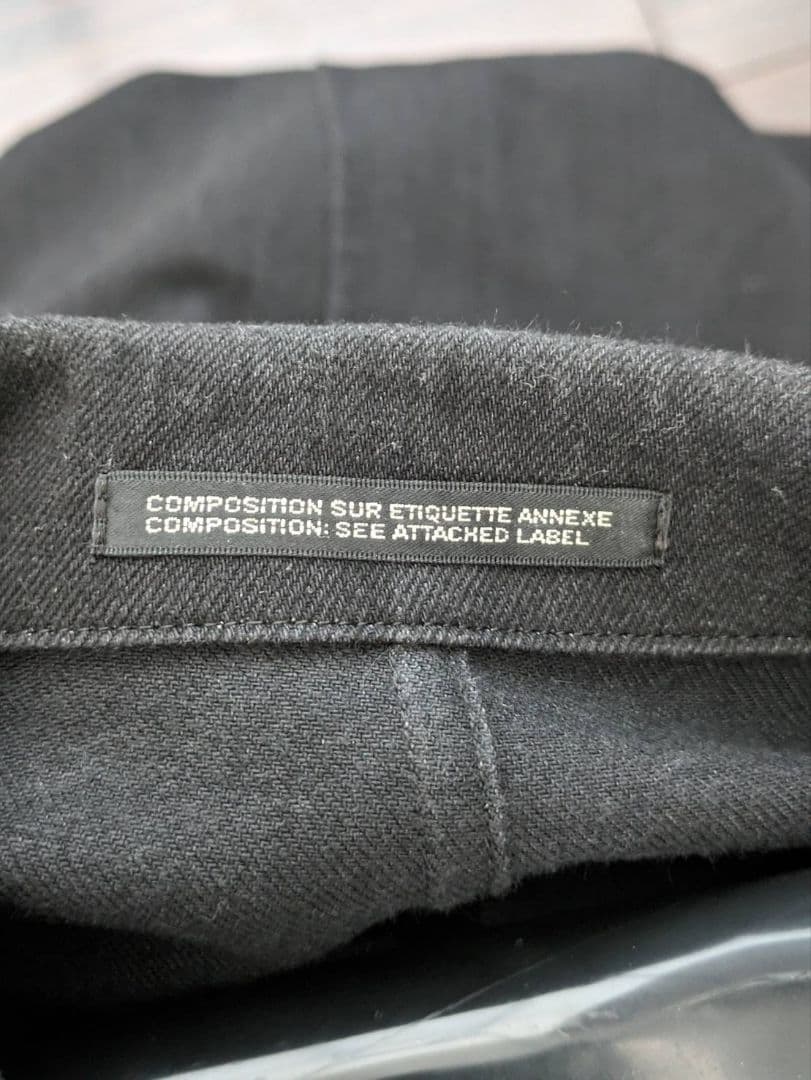 COMPOSITION SUR ETIQUETTE ANNEXE
COMPOSITION: SEE ATTACHED LABEL